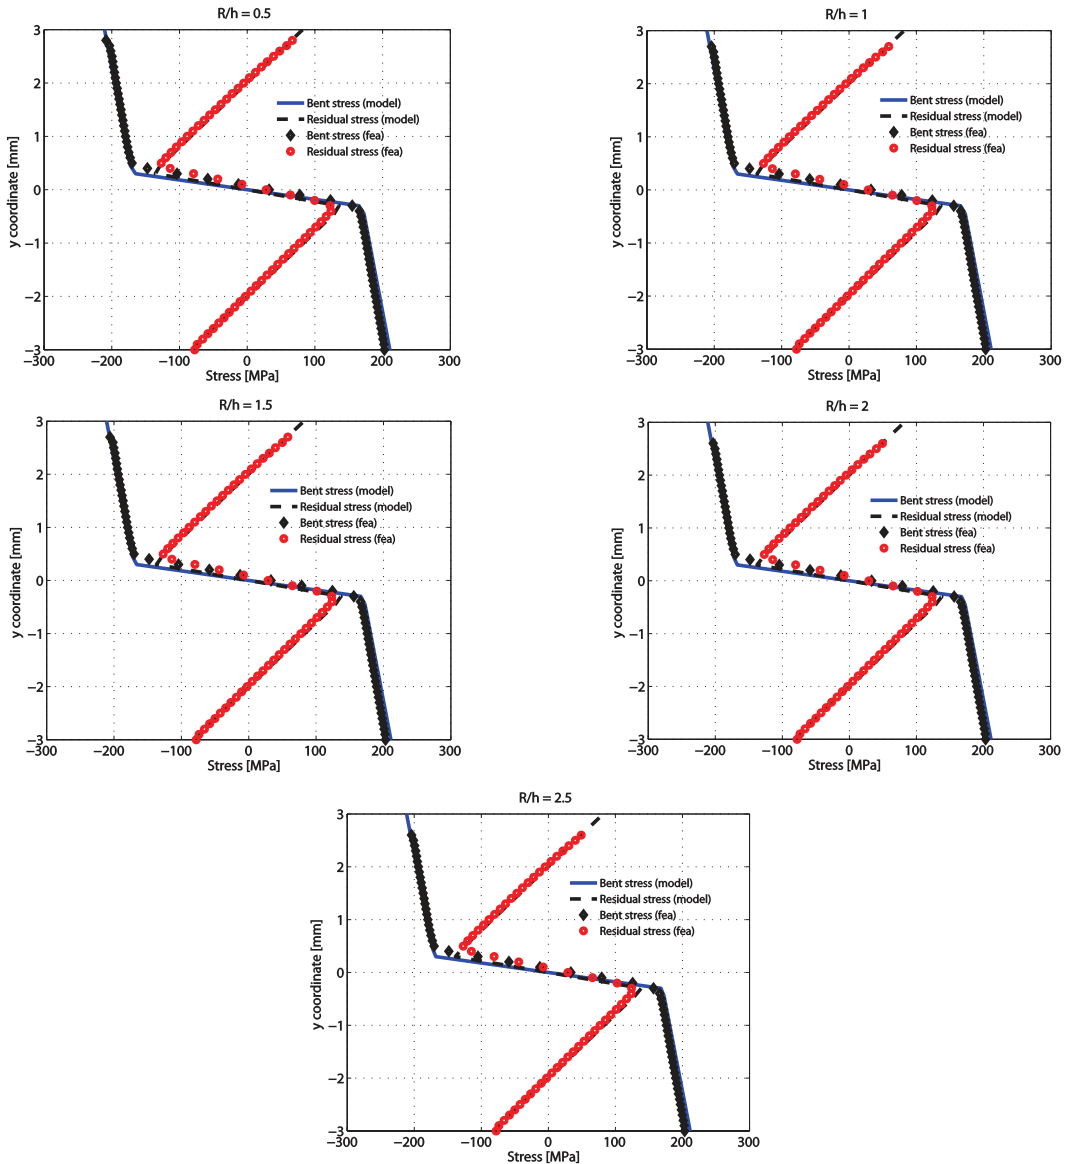 R/h = 0.5
3
2
1
0
−1
−2
−3
y coordinate [mm]
Bent stress (model)
Residual stress (model)
Bent stress (fea)
Residual stress (fea)
−300 −200 −100 0 100 200 300
Stress [MPa]
R/h = 1
3
2
1
0
−1
−2
−3
y coordinate [mm]
Bent stress (model)
Residual stress (model)
Bent stress (fea)
Residual stress (fea)
−300 −200 −100 0 100 200 300
Stress [MPa]
R/h = 1.5
3
2
1
0
−1
−2
−3
y coordinate [mm]
Bent stress (model)
Residual stress (model)
Bent stress (fea)
Residual stress (fea)
−300 −200 −100 0 100 200 300
Stress [MPa]
R/h = 2
3
2
1
0
−1
−2
−3
y coordinate [mm]
Bent stress (model)
Residual stress (model)
Bent stress (fea)
Residual stress (fea)
−300 −200 −100 0 100 200 300
Stress [MPa]
R/h = 2.5
3
2
1
0
−1
−2
−3
y coordinate [mm]
Bent stress (model)
Residual stress (model)
Bent stress (fea)
Residual stress (fea)
−300 −200 −100 0 100 200 300
Stress [MPa]